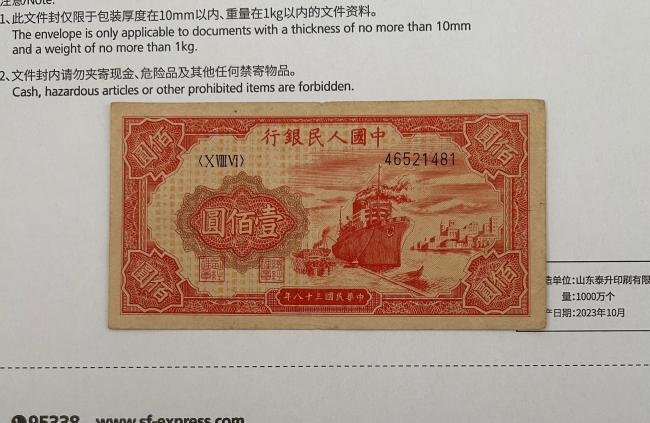 注意/Note:
1、此文件封仅限于包装厚度在10mm以内、重量在1kg以内的文件资料。
The envelope is only applicable to documents with a thickness of no more than 10mm
and a weight of no more than 1kg.
2、文件封内请勿夹寄现金、危险品及其他任何禁寄物品。
Cash, hazardous articles or other prohibited items are forbidden.
行銀民人國中
圓佰 圓佰
〈X VIII VI〉 46521481
圓佰壹
圓佰 圓佰
年八十三國民華中
造单位:山东泰升印刷有限
量:1000万个
产日期:2023年10月
95338 www.sf-express.com